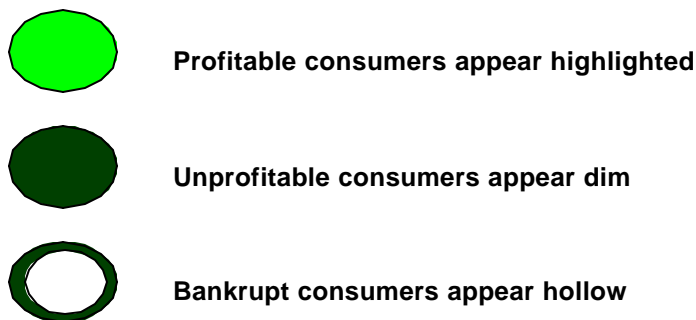 Profitable consumers appear highlighted
Unprofitable consumers appear dim
Bankrupt consumers appear hollow